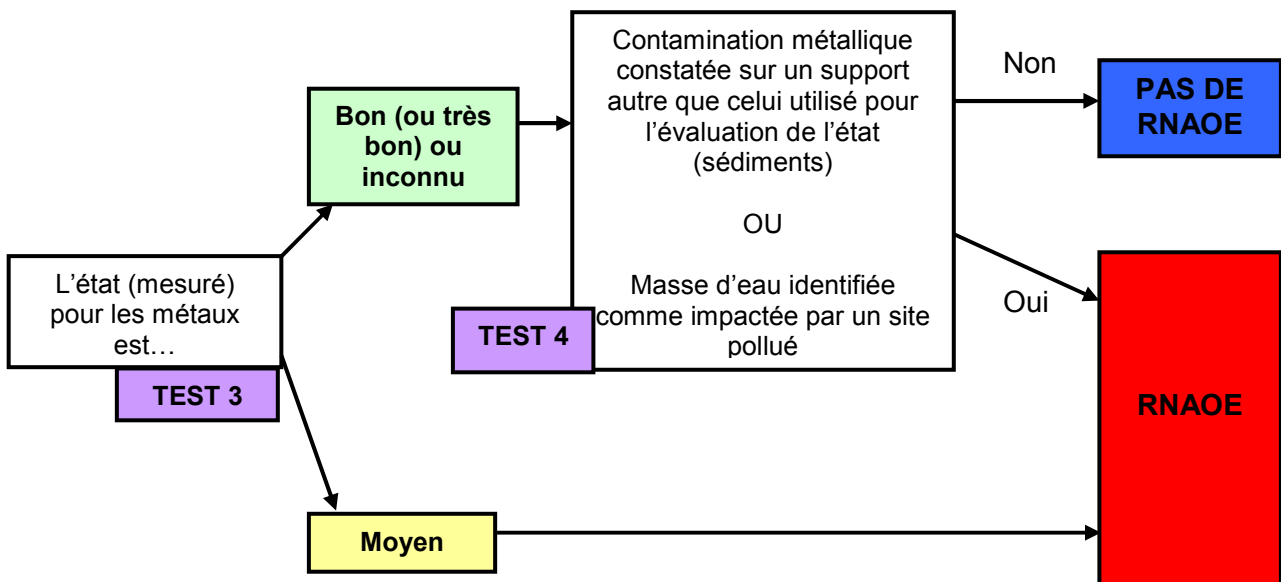 L’état (mesuré)
pour les métaux
est…
TEST 3
Bon (ou très
bon) ou
inconnu
Moyen
Contamination métallique
constatée sur un support
autre que celui utilisé pour
l’évaluation de l’état
(sédiments)
OU
Masse d’eau identifiée
comme impactée par un site
pollué
TEST 4
Non
Oui
PAS DE
RNAOE
RNAOE